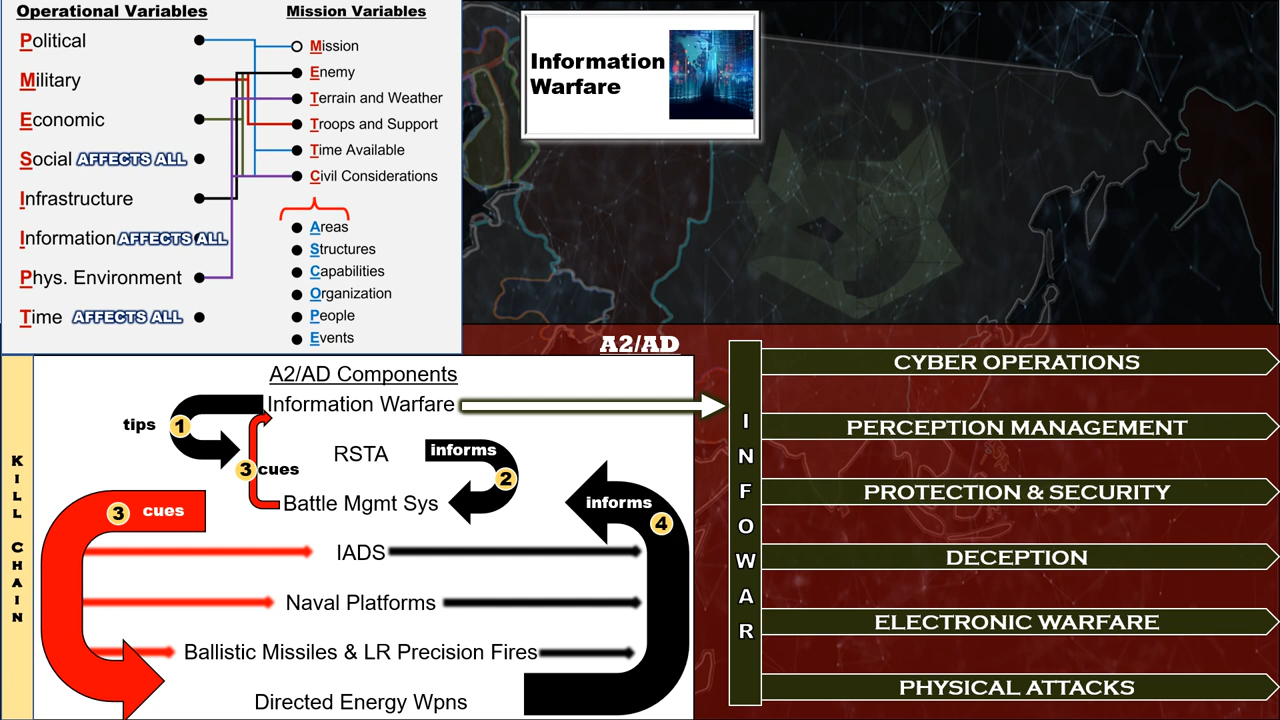 Operational Variables
Political
Military
Economic
Social AFFECTS ALL
Infrastructure
Information AFFECTS ALL
Phys. Environment
Time AFFECTS ALL
Mission Variables
Mission
Enemy
Terrain and Weather
Troops and Support
Time Available
Civil Considerations
Areas
Structures
Capabilities
Organization
People
Events
Information
Warfare
A2/AD
KILL CHAIN
A2/AD Components
Information Warfare
tips
1
RSTA
informs
2
3 cues
Battle Mgmt Sys
3 cues
informs
4
IADS
Naval Platforms
Ballistic Missiles & LR Precision Fires
Directed Energy Wpns
INFOWAR
CYBER OPERATIONS
PERCEPTION MANAGEMENT
PROTECTION & SECURITY
DECEPTION
ELECTRONIC WARFARE
PHYSICAL ATTACKS